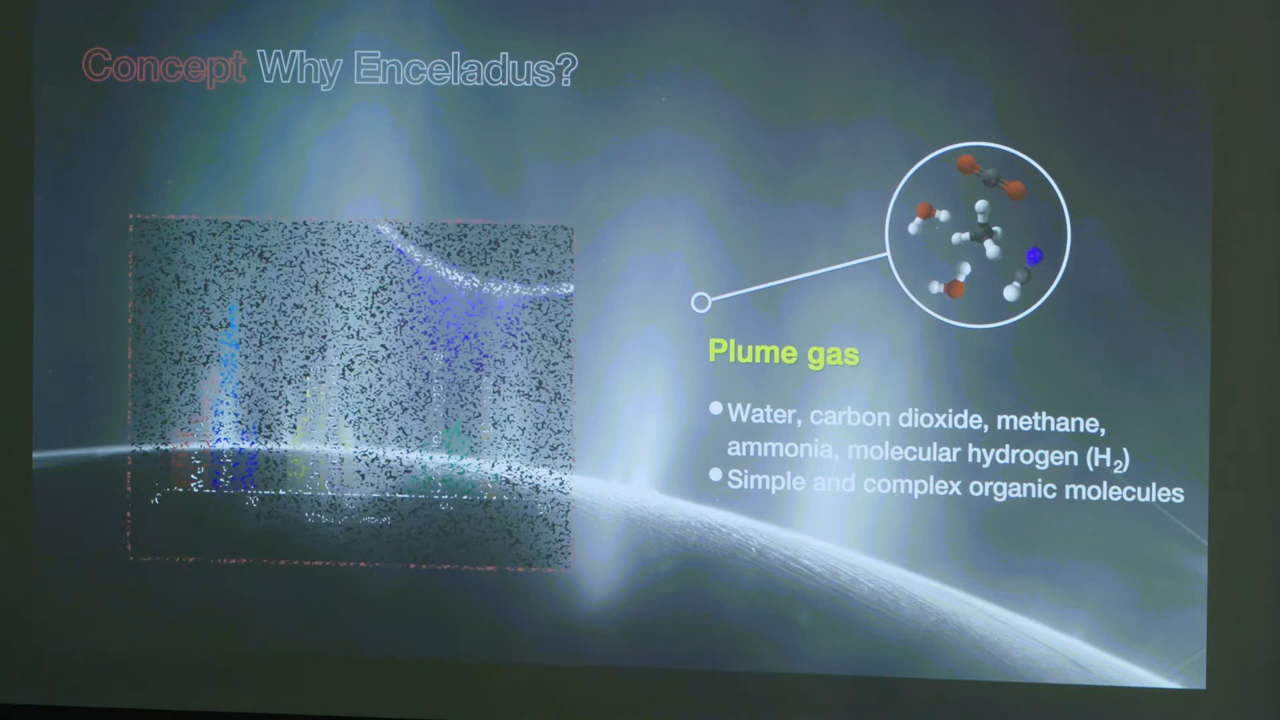 Concept Why Enceladus?
Plume gas
Water, carbon dioxide, methane,
ammonia, molecular hydrogen (H₂)
Simple and complex organic molecules